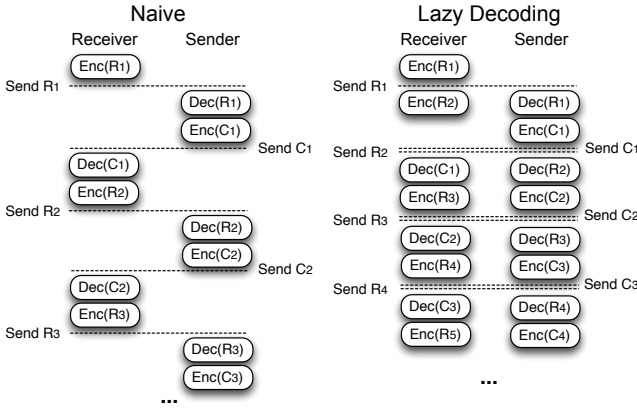 Naive
Receiver Sender
Enc(R1)
Send R1
Dec(R1)
Enc(C1)
Send C1
Dec(C1)
Enc(R2)
Send R2
Dec(R2)
Enc(C2)
Send C2
Dec(C2)
Enc(R3)
Send R3
Dec(R3)
Enc(C3)
...
Lazy Decoding
Receiver Sender
Enc(R1)
Send R1
Enc(R2) Dec(R1)
Enc(C1)
Send R2 Send C1
Dec(C1) Dec(R2)
Enc(R3) Enc(C2)
Send R3 Send C2
Dec(C2) Dec(R3)
Enc(R4) Enc(C3)
Send R4 Send C3
Dec(C3) Dec(R4)
Enc(R5) Enc(C4)
...